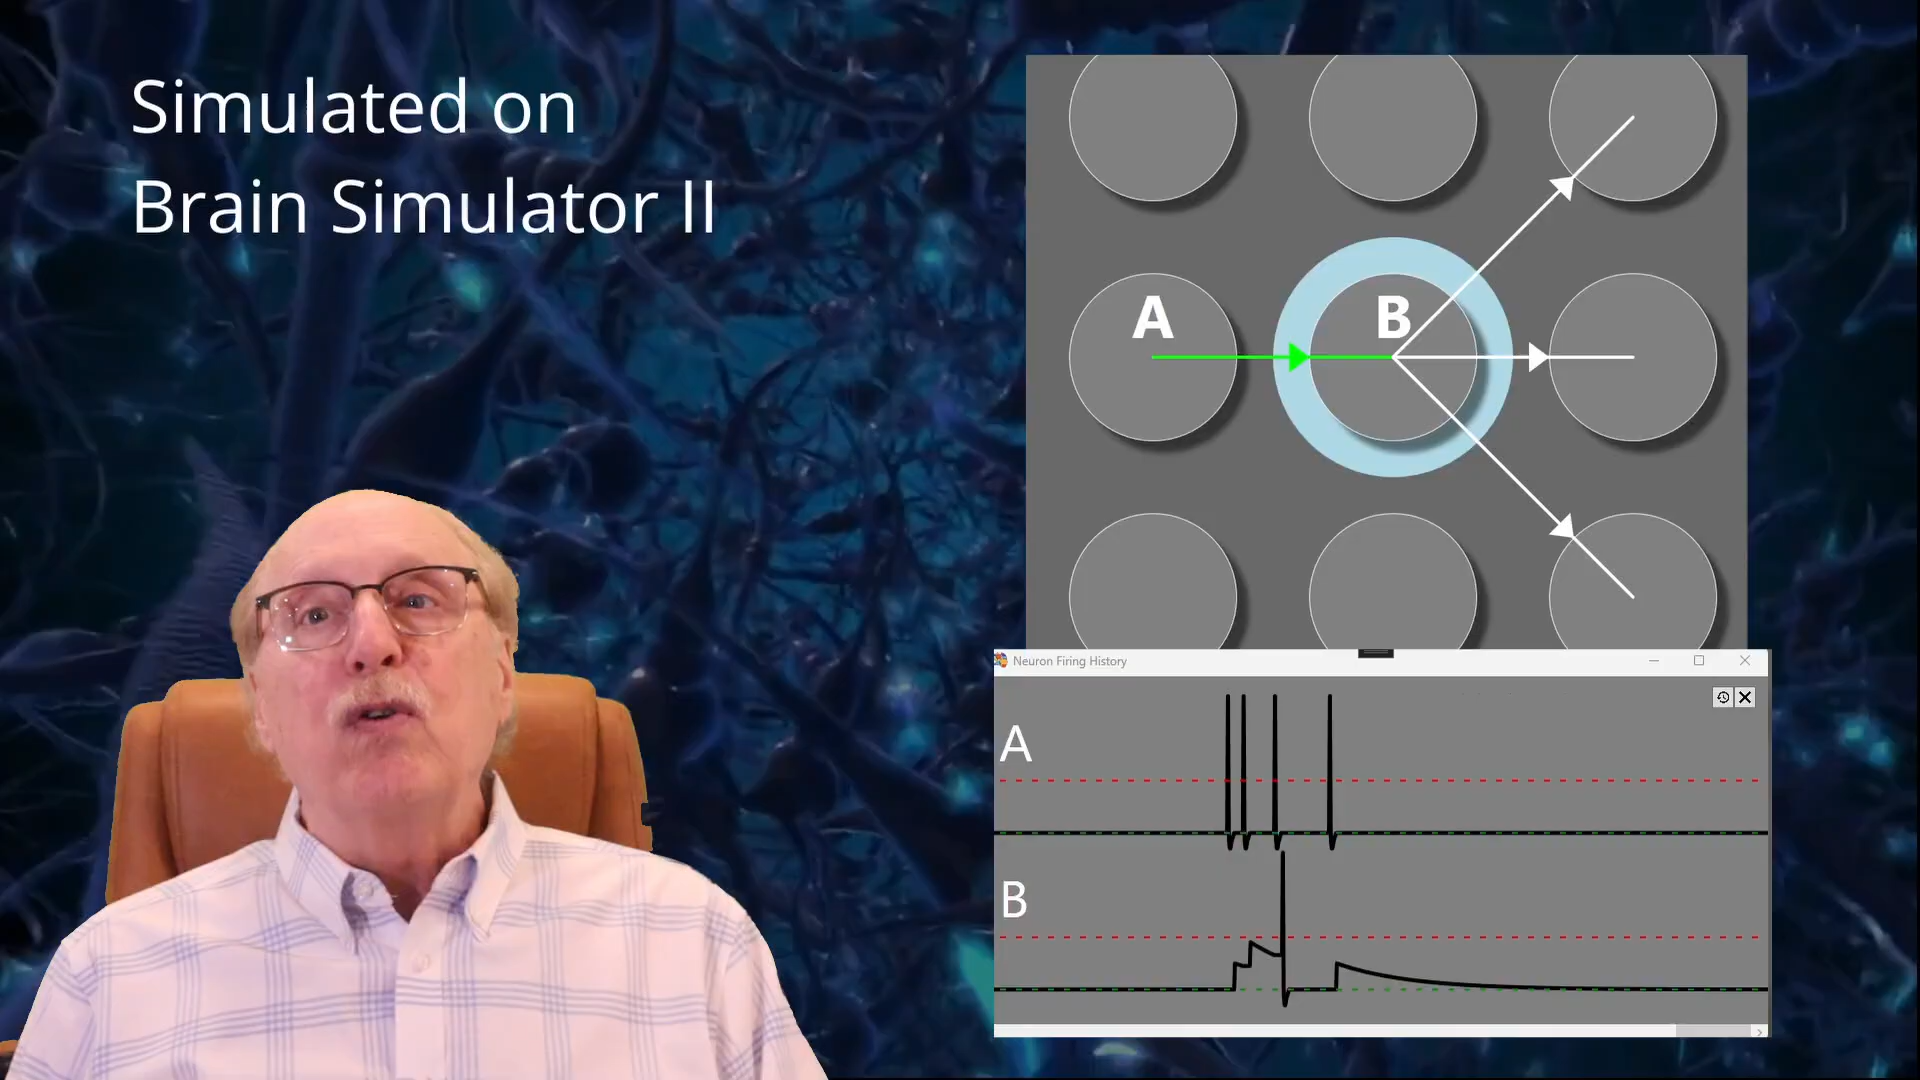 Simulated on
Brain Simulator II
A
B
Neuron Firing History
A
B